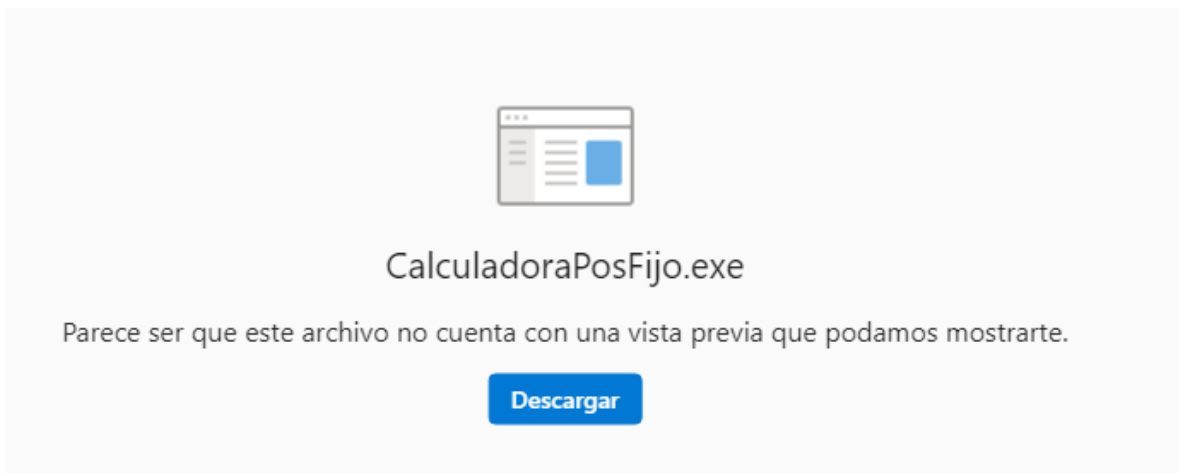 CalculadoraPosFijo.exe
Parece ser que este archivo no cuenta con una vista previa que podamos mostrarte.
Descargar